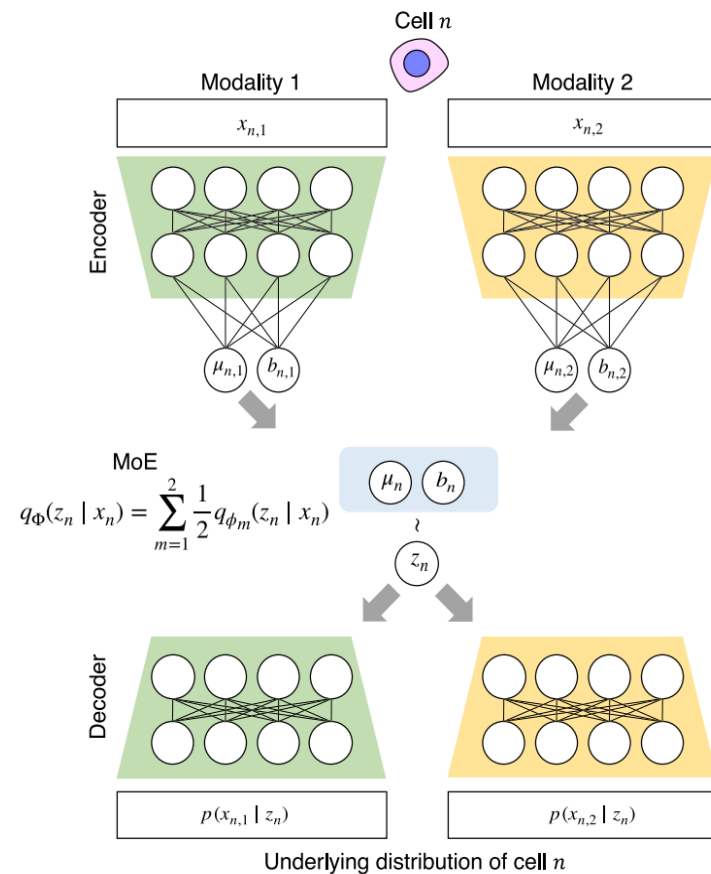 Cell n
Modality 1
Modality 2
x_{n,1}
x_{n,2}
Encoder
μ_{n,1}
b_{n,1}
μ_{n,2}
b_{n,2}
MoE
q_Φ(z_n | x_n) = \sum_{m=1}^{2} \frac{1}{2} q_{ϕ_m}(z_n | x_n)
μ_n
b_n
~
z_n
Decoder
p(x_{n,1} | z_n)
p(x_{n,2} | z_n)
Underlying distribution of cell n